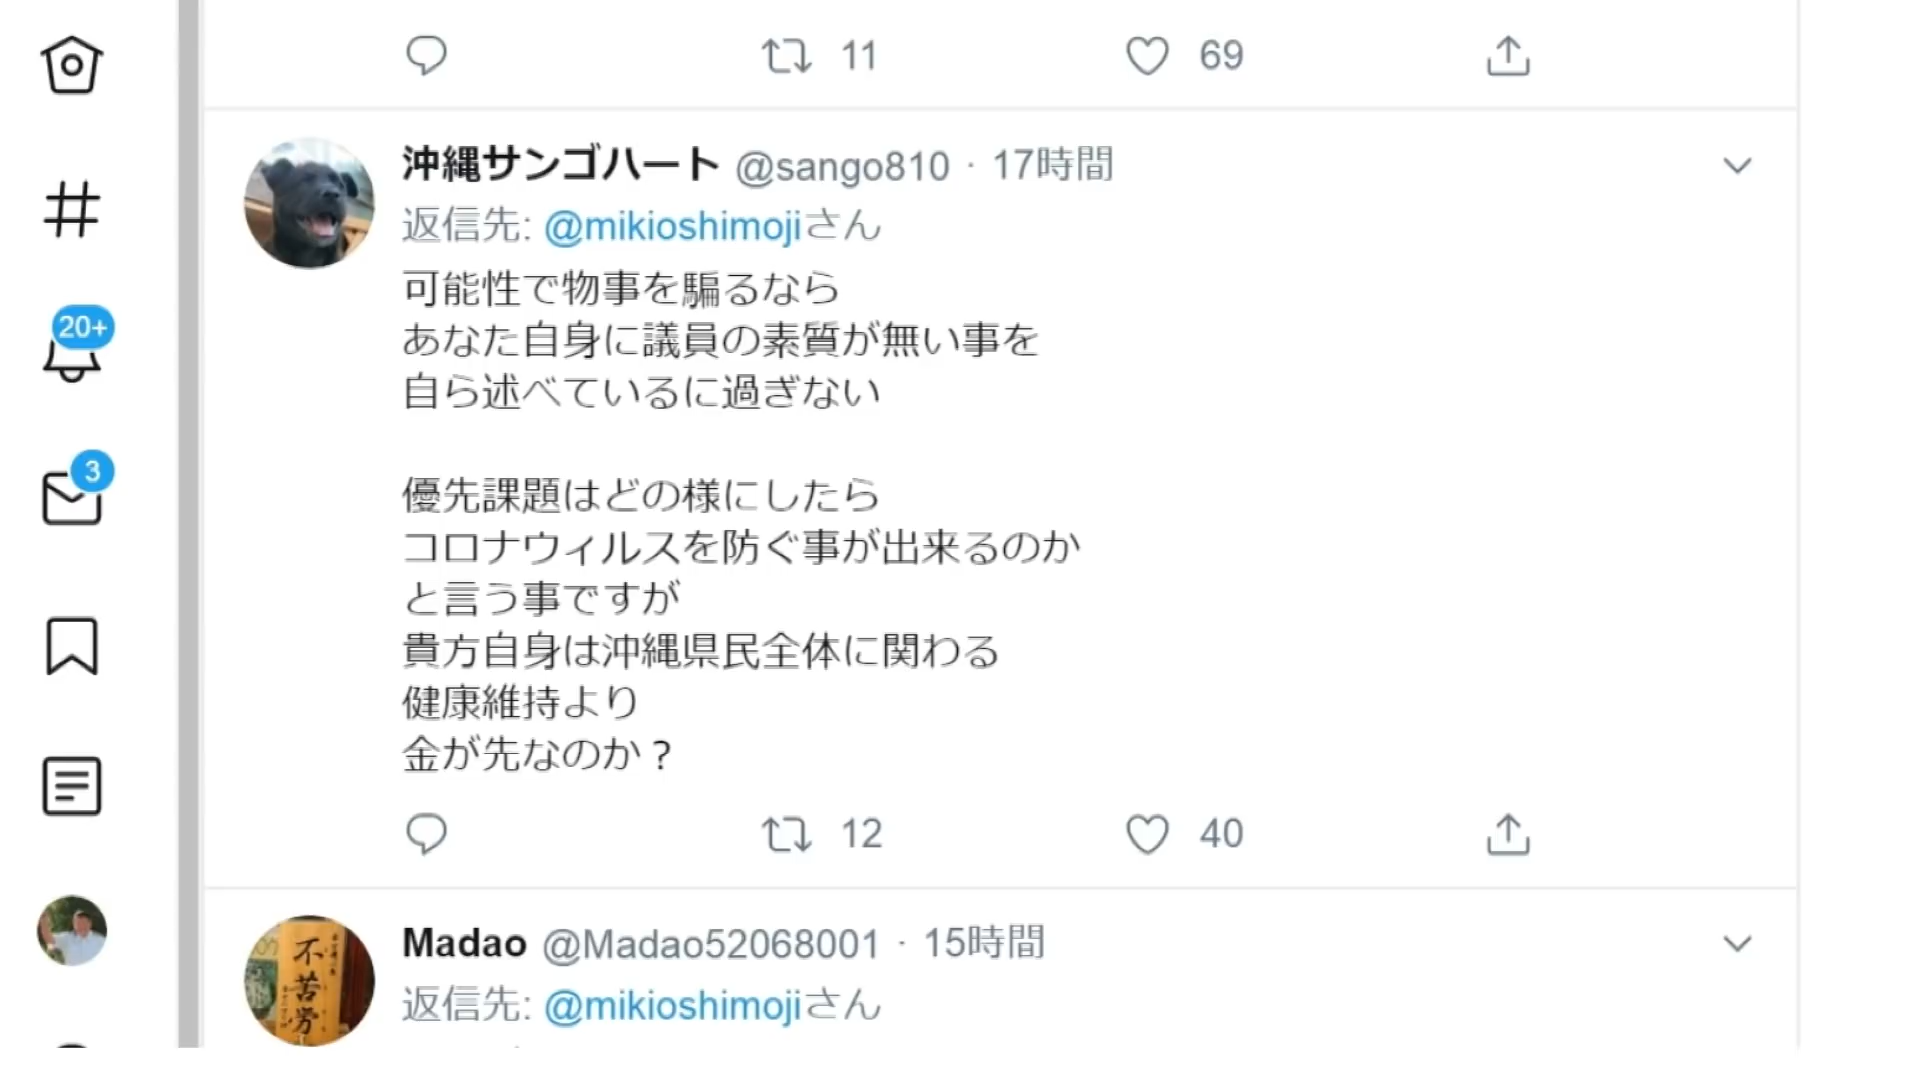 11
69
沖縄サンゴハート @sango810 · 17時間
返信先: @mikioshimojiさん
可能性で物事を騙るなら
あなた自身に議員の素質が無い事を
自ら述べているに過ぎない
優先課題はどの様にしたら
コロナウィルスを防ぐ事が出来るのか
と言う事ですが
貴方自身は沖縄県民全体に関わる
健康維持より
金が先なのか？
12
40
Madao @Madao52068001 · 15時間
返信先: @mikioshimojiさん
20+
3
不苦労